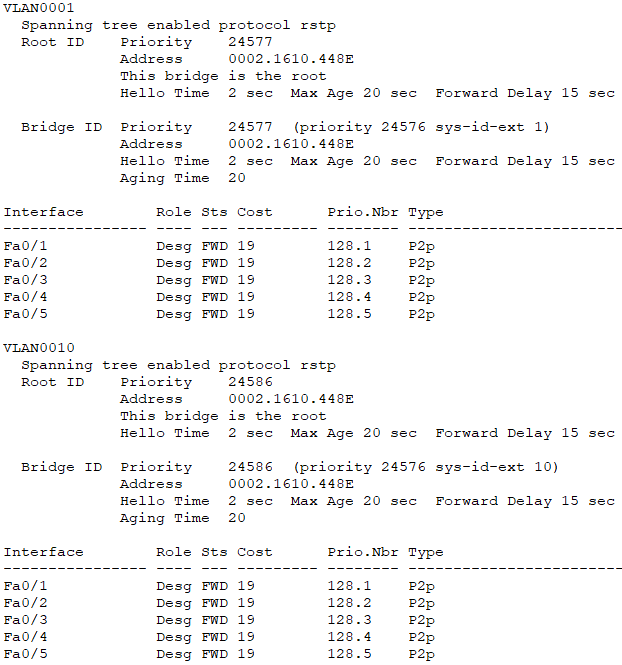 VLAN0001
  Spanning tree enabled protocol rstp
  Root ID    Priority    24577
             Address     0002.1610.448E
             This bridge is the root
             Hello Time  2 sec  Max Age 20 sec  Forward Delay 15 sec

  Bridge ID  Priority    24577  (priority 24576 sys-id-ext 1)
             Address     0002.1610.448E
             Hello Time  2 sec  Max Age 20 sec  Forward Delay 15 sec
             Aging Time  20

Interface        Role Sts Cost      Prio.Nbr Type
---------------- ---- --- --------- -------- ------------------------
Fa0/1            Desg FWD 19        128.1    P2p
Fa0/2            Desg FWD 19        128.2    P2p
Fa0/3            Desg FWD 19        128.3    P2p
Fa0/4            Desg FWD 19        128.4    P2p
Fa0/5            Desg FWD 19        128.5    P2p

VLAN0010
  Spanning tree enabled protocol rstp
  Root ID    Priority    24586
             Address     0002.1610.448E
             This bridge is the root
             Hello Time  2 sec  Max Age 20 sec  Forward Delay 15 sec

  Bridge ID  Priority    24586  (priority 24576 sys-id-ext 10)
             Address     0002.1610.448E
             Hello Time  2 sec  Max Age 20 sec  Forward Delay 15 sec
             Aging Time  20

Interface        Role Sts Cost      Prio.Nbr Type
---------------- ---- --- --------- -------- ------------------------
Fa0/1            Desg FWD 19        128.1    P2p
Fa0/2            Desg FWD 19        128.2    P2p
Fa0/3            Desg FWD 19        128.3    P2p
Fa0/4            Desg FWD 19        128.4    P2p
Fa0/5            Desg FWD 19        128.5    P2p